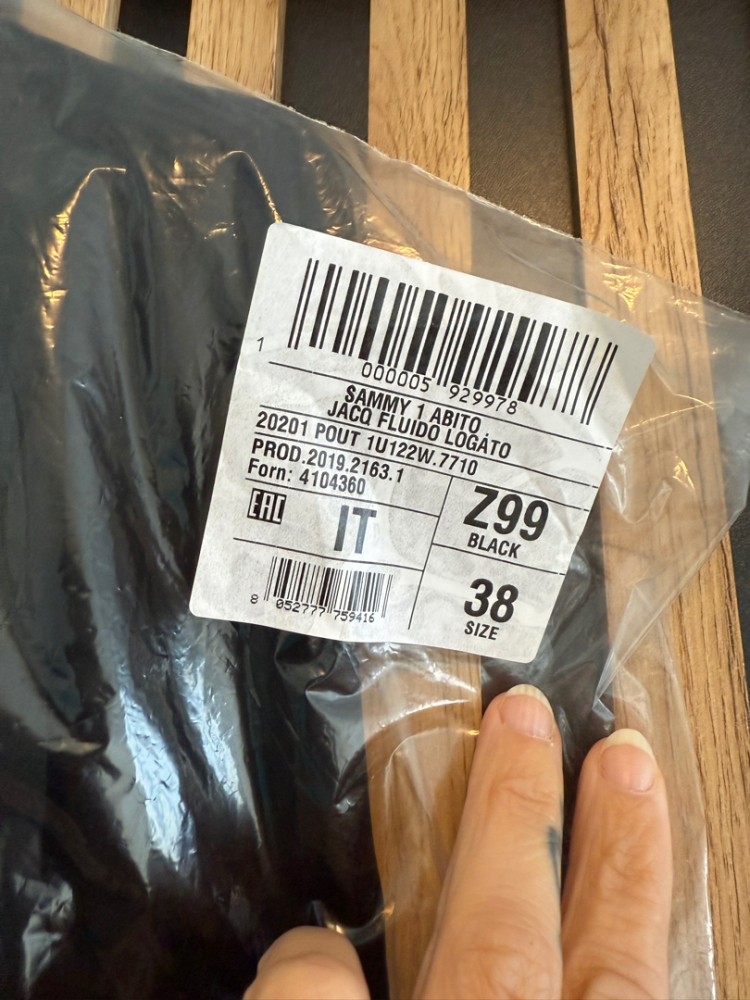 1
000005 929978
SAMMY 1 ABITO
JACQ FLUIDO LOGATO
20201 POUT 1U122W.7710
PROD.2019.2163.1
Forn: 4104360
EAC
IT
Z99
BLACK
38
SIZE
8 052777 759416